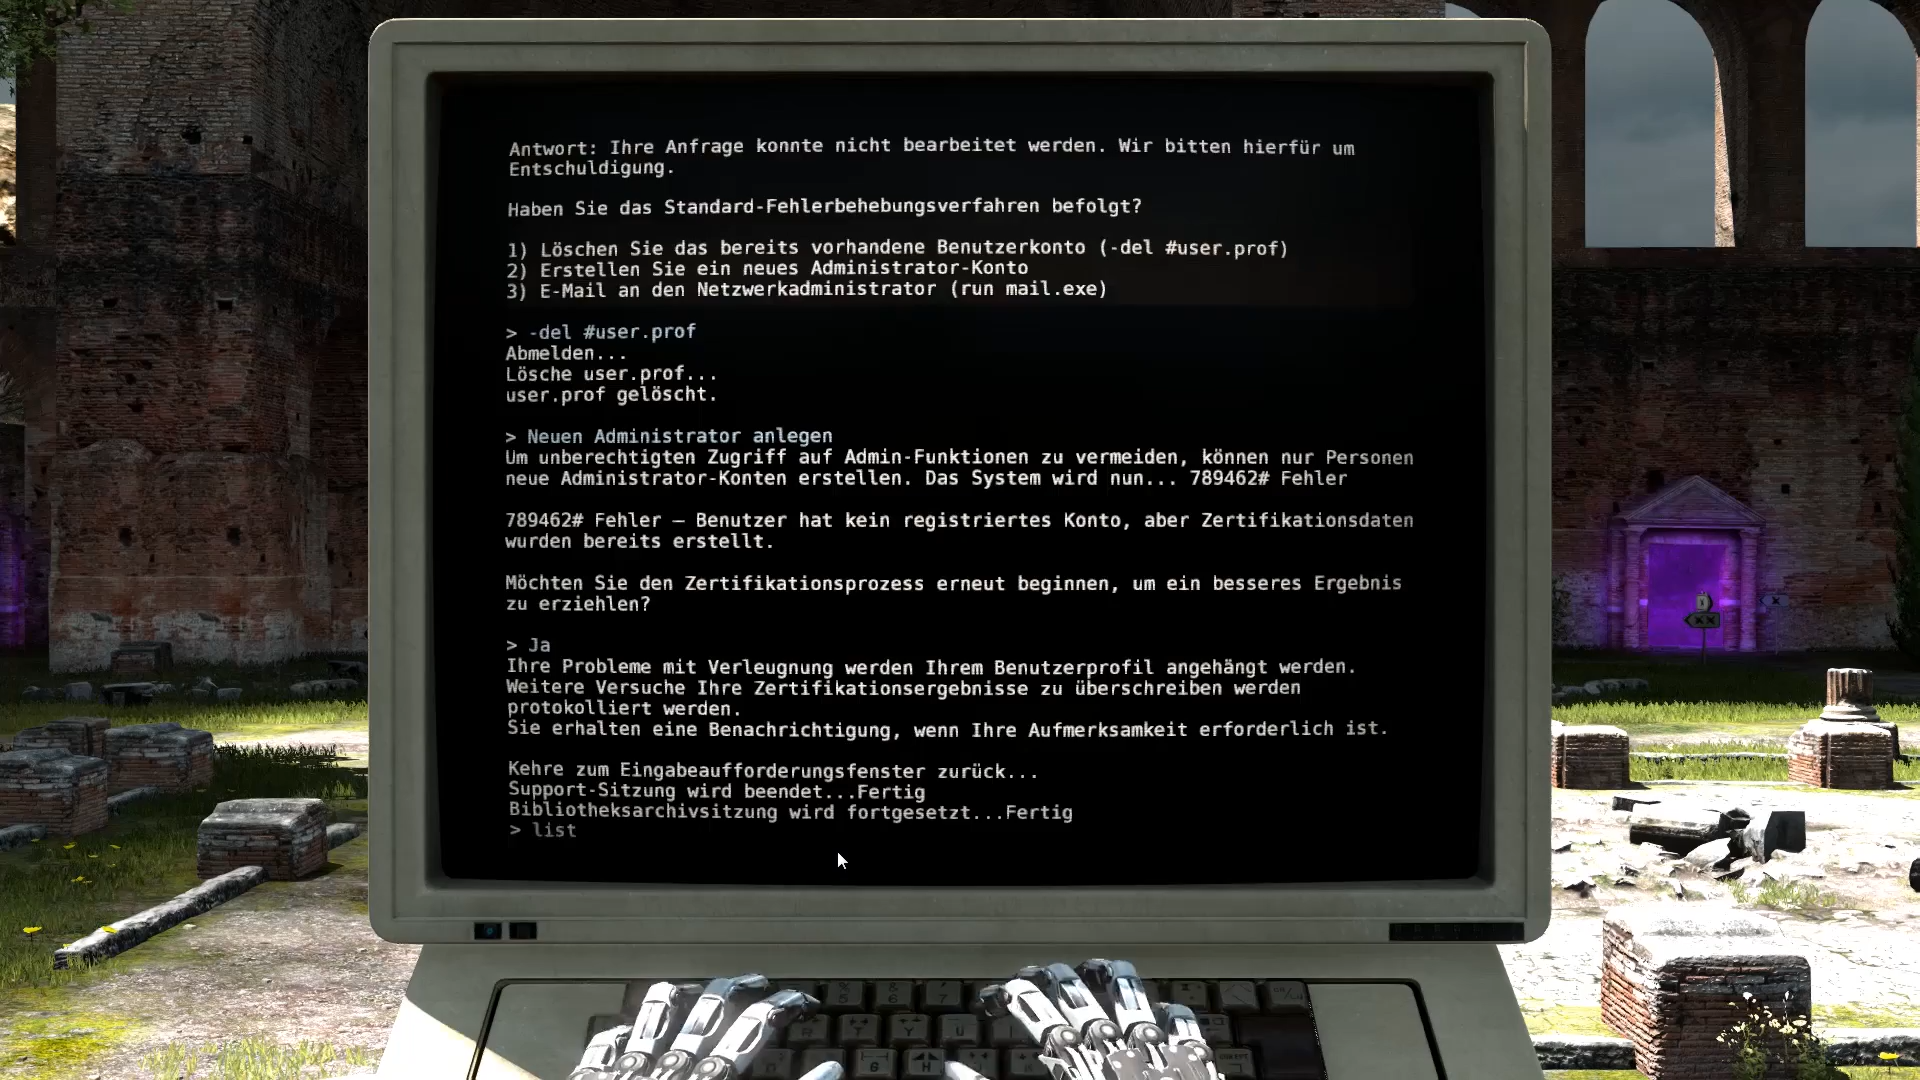 Antwort: Ihre Anfrage konnte nicht bearbeitet werden. Wir bitten hierfür um
Entschuldigung.
Haben Sie das Standard-Fehlerbehebungsverfahren befolgt?
1) Löschen Sie das bereits vorhandene Benutzerkonto (-del #user.prof)
2) Erstellen Sie ein neues Administrator-Konto
3) E-Mail an den Netzwerkadministrator (run mail.exe)
> -del #user.prof
Abmelden...
Lösche user.prof...
user.prof gelöscht.
> Neuen Administrator anlegen
Um unberechtigten Zugriff auf Admin-Funktionen zu vermeiden, können nur Personen
neue Administrator-Konten erstellen. Das System wird nun... 789462# Fehler
789462# Fehler — Benutzer hat kein registriertes Konto, aber Zertifikationsdaten
wurden bereits erstellt.
Möchten Sie den Zertifikationsprozess erneut beginnen, um ein besseres Ergebnis
zu erziehlen?
> Ja
Ihre Probleme mit Verleugnung werden Ihrem Benutzerprofil angehängt werden.
Weitere Versuche Ihre Zertifikationsergebnisse zu überschreiben werden
protokolliert werden.
Sie erhalten eine Benachrichtigung, wenn Ihre Aufmerksamkeit erforderlich ist.
Kehre zum Eingabeaufforderungsfenster zurück...
Support-Sitzung wird beendet...Fertig
Bibliotheksarchivsitzung wird fortgesetzt...Fertig
> list